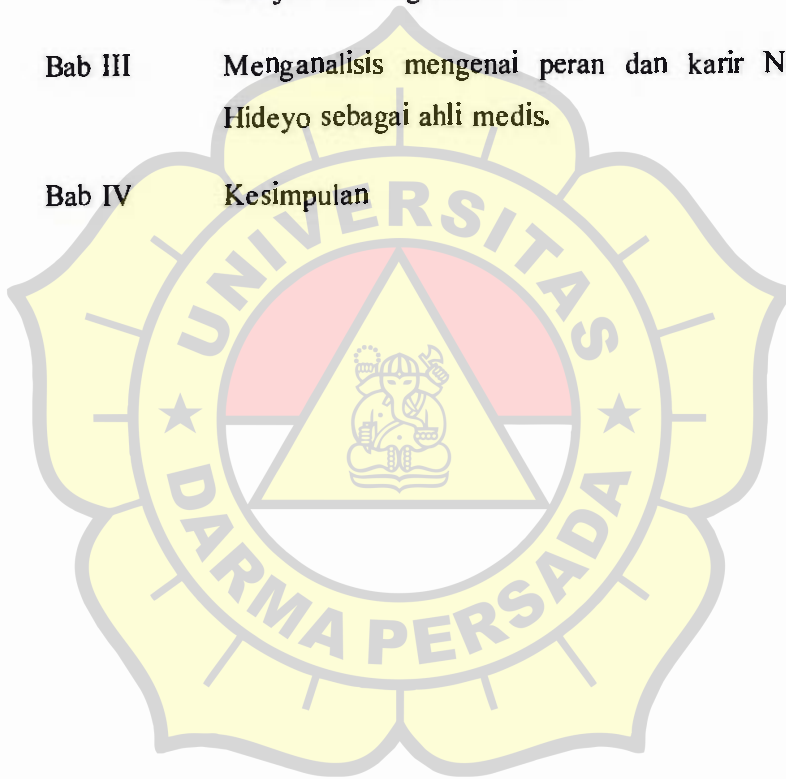 Bab III Menganalisis mengenai peran dan karir N
Hideyo sebagai ahli medis.
Bab IV Kesimpulan
UNIVERSITAS
DARMA PERSADA